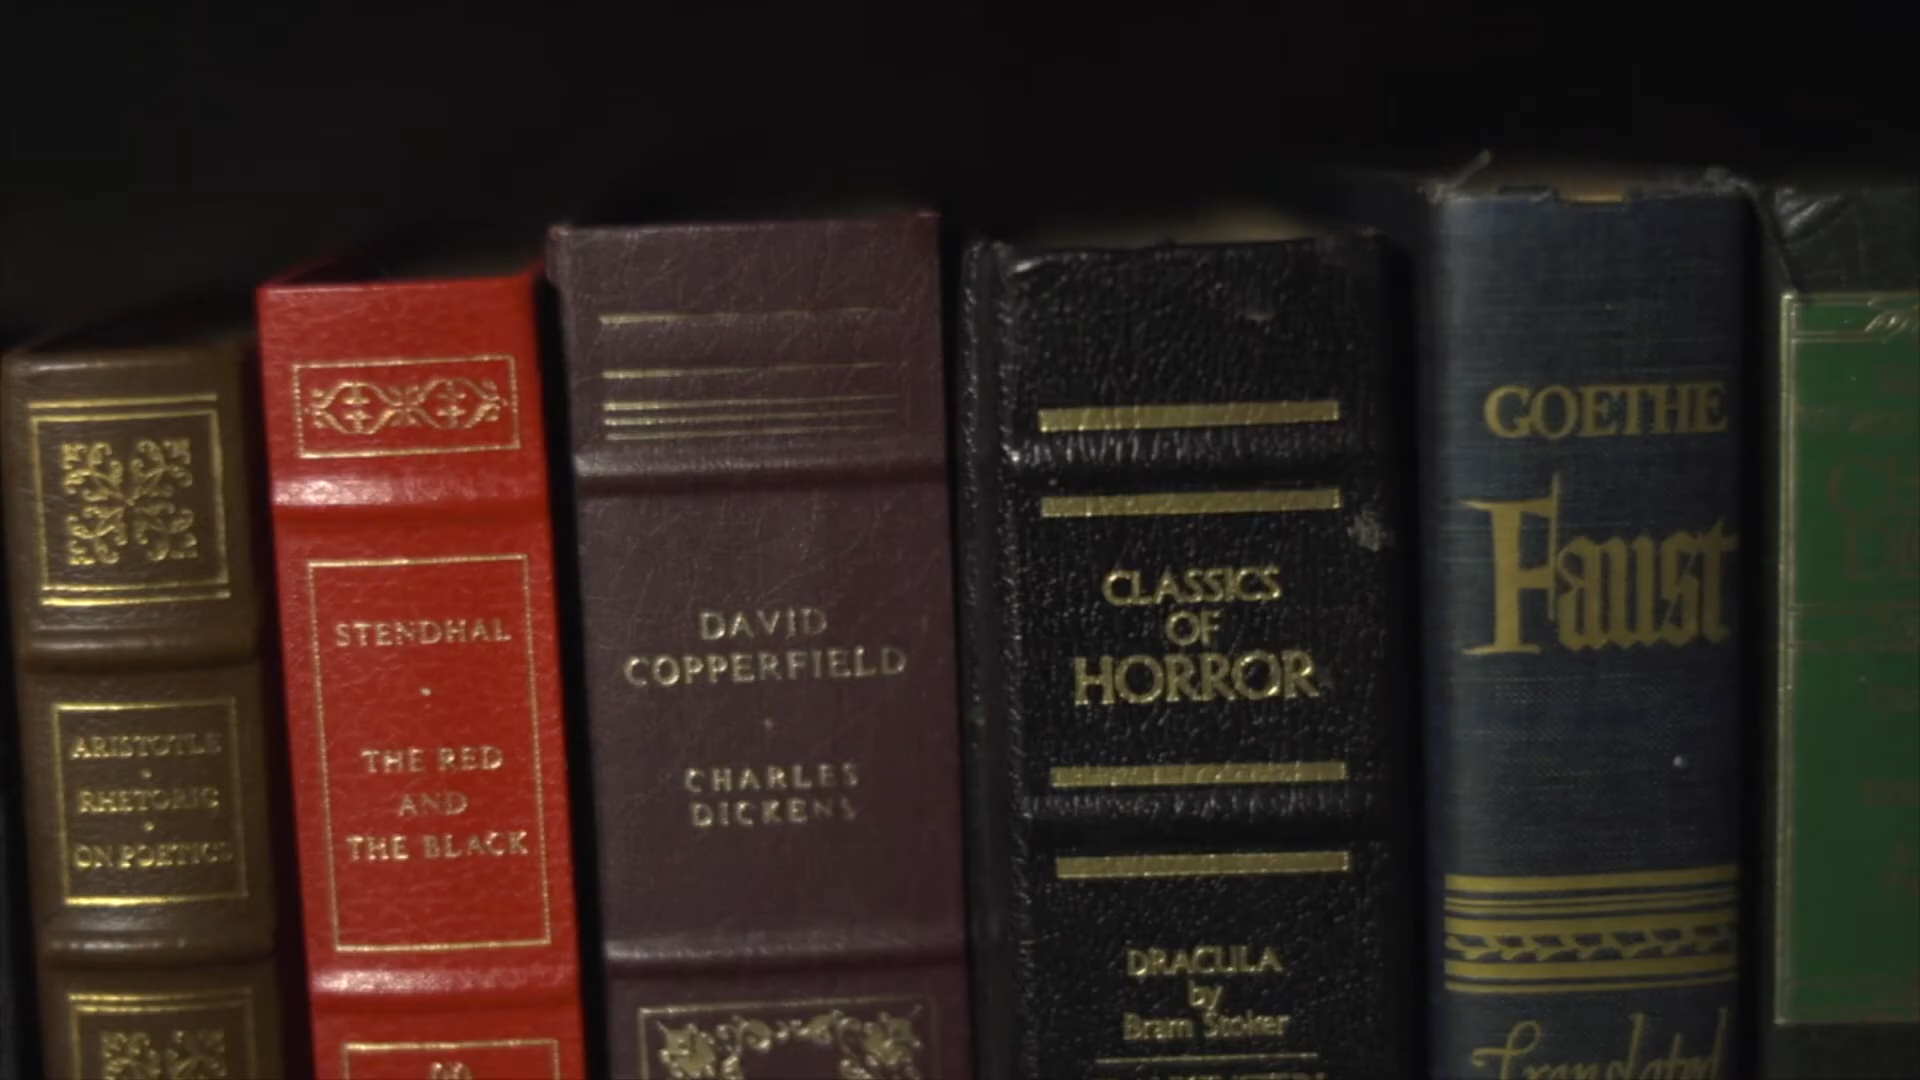 ARISTOTLE
RHETORIC
ON POETICS
STENDHAL
THE RED
AND
THE BLACK
DAVID
COPPERFIELD
CHARLES
DICKENS
CLASSICS
OF
HORROR
DRACULA
by
Bram Stoker
GOETHE
Faust
Translated